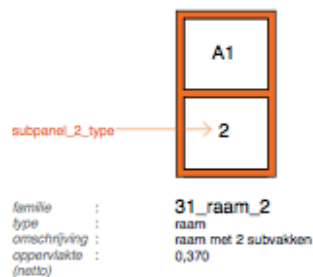 A1
subpanel_2_type
2
familie : 31_raam_2
type : raam
omschrijving : raam met 2 subvakken
oppervlakte : 0,370
(netto)